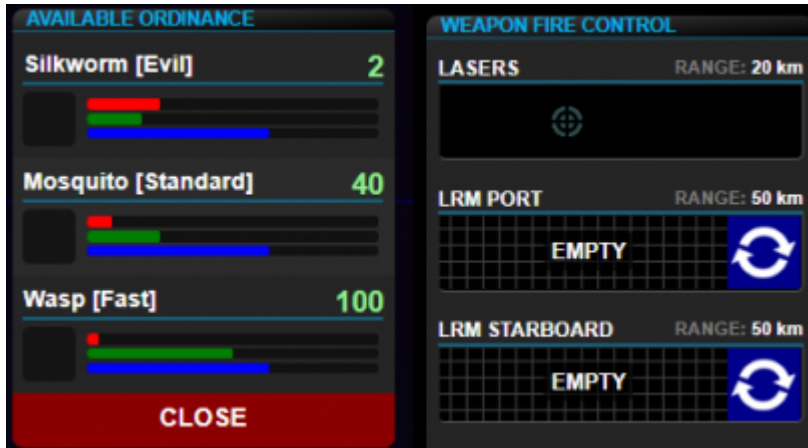 AVAILABLE ORDINANCE
Silkworm [Evil] 2
Mosquito [Standard] 40
Wasp [Fast] 100
CLOSE
WEAPON FIRE CONTROL
LASERS RANGE: 20 km
LRM PORT RANGE: 50 km
EMPTY
LRM STARBOARD RANGE: 50 km
EMPTY